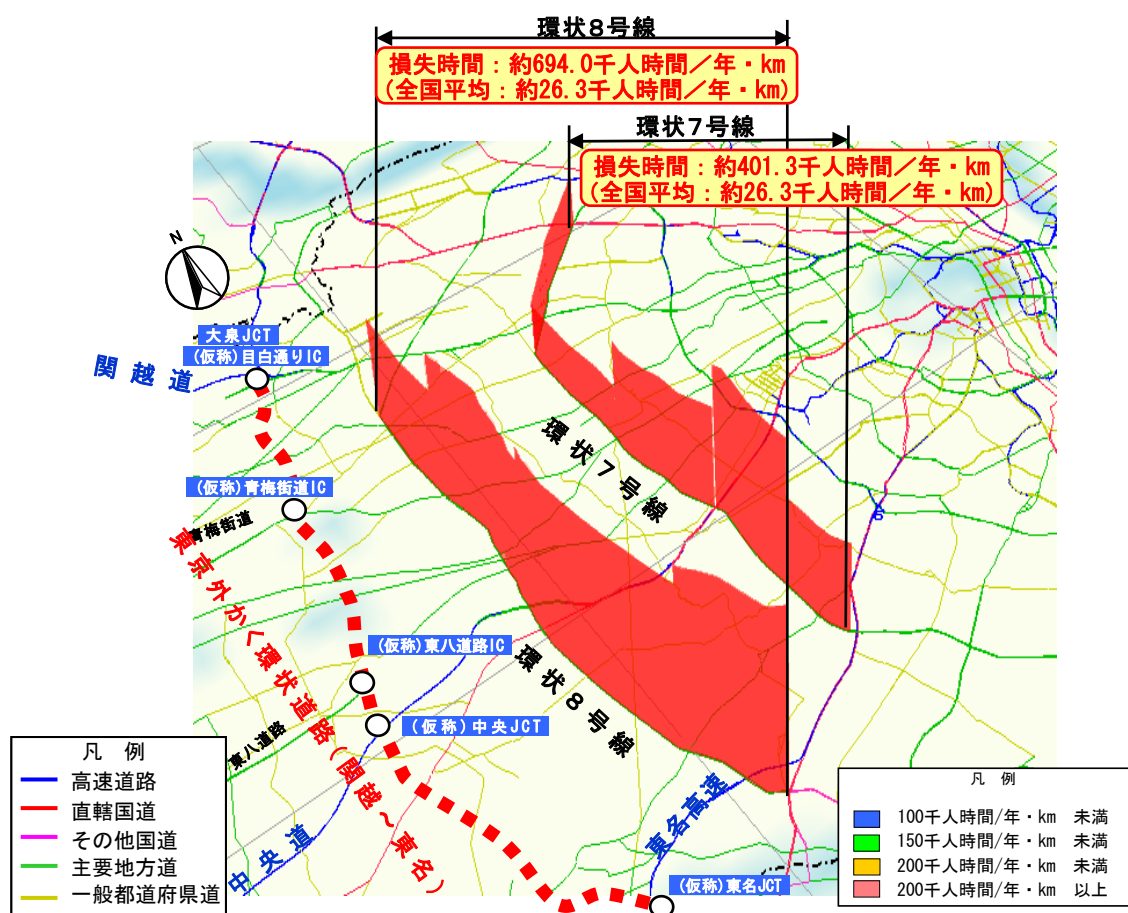 環状８号線
損失時間：約694.0千人時間／年・km
(全国平均：約26.3千人時間／年・km)
環状７号線
損失時間：約401.3千人時間／年・km
(全国平均：約26.3千人時間／年・km)
N
大泉JCT
(仮称)目白通りIC
関越道
(仮称)青梅街道IC
青梅街道
環状７号線
東京外かく環状道路(関越～東名)
(仮称)東八道路IC
環状８号線
(仮称)中央JCT
東八道路
中央道
東名高速
(仮称)東名JCT
凡　例
高速道路
直轄国道
その他国道
主要地方道
一般都道府県道
凡　例
100千人時間/年・km　未満
150千人時間/年・km　未満
200千人時間/年・km　未満
200千人時間/年・km　以上